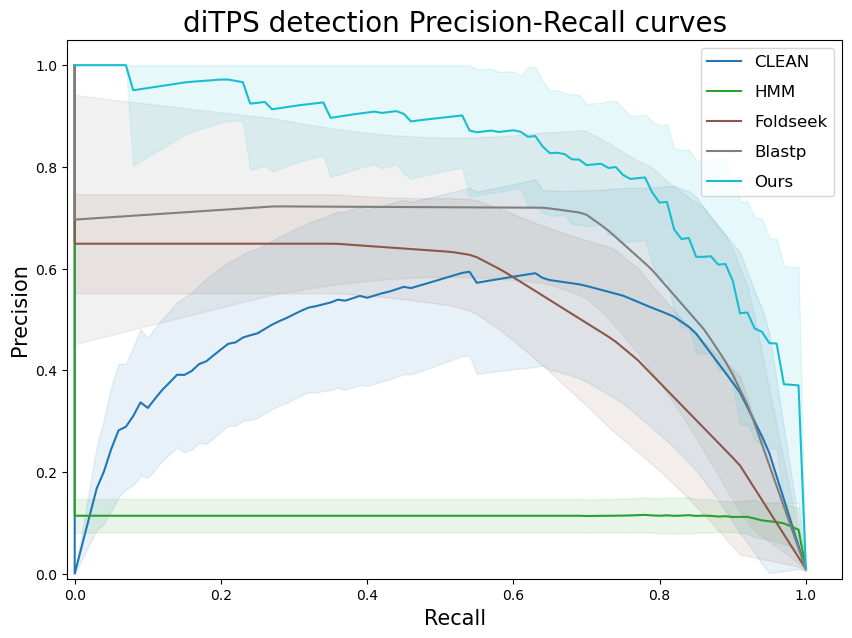 diTPS detection Precision-Recall curves
CLEAN
HMM
Foldseek
Blastp
Ours
1.0
0.8
0.6
0.4
0.2
0.0
Precision
0.0 0.2 0.4 0.6 0.8 1.0
Recall